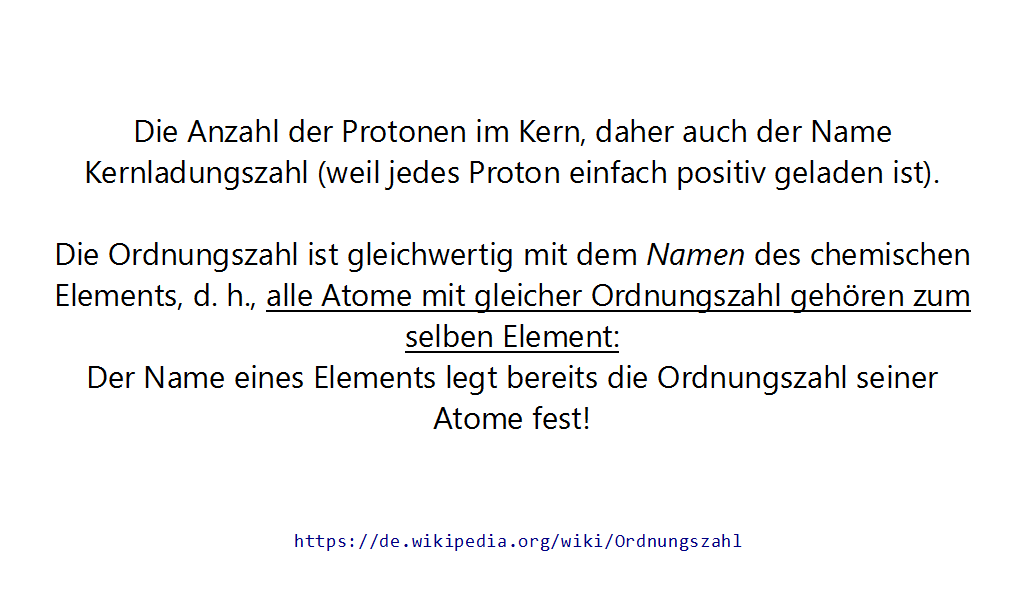 Die Anzahl der Protonen im Kern, daher auch der Name
Kernladungszahl (weil jedes Proton einfach positiv geladen ist).
Die Ordnungszahl ist gleichwertig mit dem Namen des chemischen
Elements, d. h., alle Atome mit gleicher Ordnungszahl gehören zum
selben Element:
Der Name eines Elements legt bereits die Ordnungszahl seiner
Atome fest!
https://de.wikipedia.org/wiki/Ordnungszahl